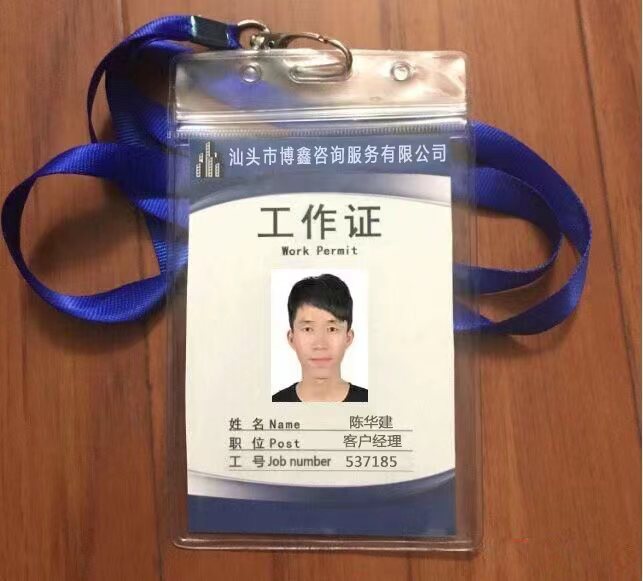 汕头市博鑫咨询服务有限公司
工作证
Work Permit
姓 名 Name 陈华建
职 位 Post 客户经理
工 号 Job number 537185